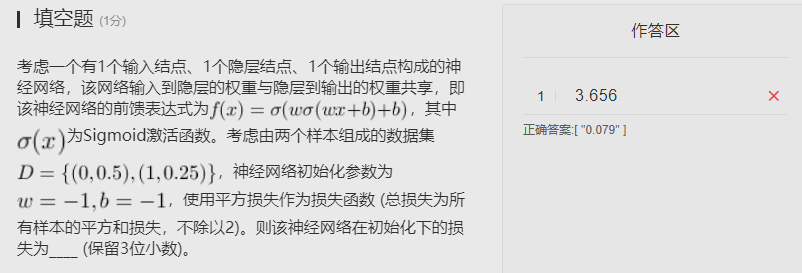 填空题 (1分)
考虑一个有1个输入结点、1个隐层结点、1个输出结点构成的神
经网络，该网络输入到隐层的权重与隐层到输出的权重共享，即
该神经网络的前馈表达式为f(x) = σ(wσ(wx+b)+b)，其中
σ(x)为Sigmoid激活函数。考虑由两个样本组成的数据集
D = {(0, 0.5), (1, 0.25)}，神经网络初始化参数为
w = −1, b = −1，使用平方损失作为损失函数 (总损失为所
有样本的平方和损失，不除以2)。则该神经网络在初始化下的损
失为____ (保留3位小数)。
作答区
1 3.656 ×
正确答案:[ "0.079" ]